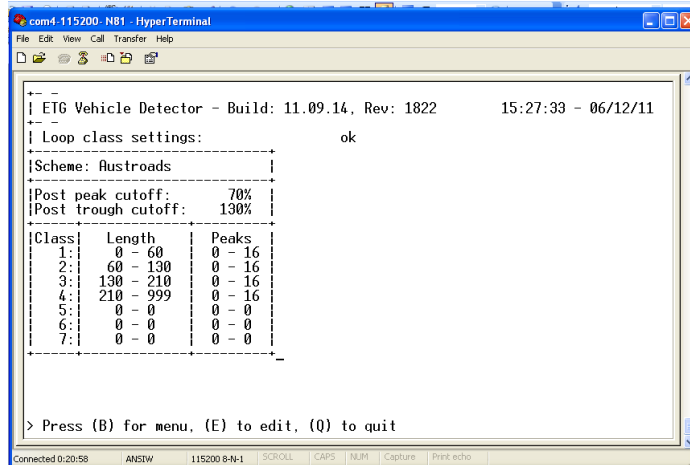 com4-115200- N81 - HyperTerminal
File Edit View Call Transfer Help
ETG Vehicle Detector - Build: 11.09.14, Rev: 1822 15:27:33 - 06/12/11
Loop class settings: ok
Scheme: Austroads
Post peak cutoff: 70%
Post trough cutoff: 130%
Class Length Peaks
1: 0 - 60 0 - 16
2: 60 - 130 0 - 16
3: 130 - 210 0 - 16
4: 210 - 999 0 - 16
5: 0 - 0 0 - 0
6: 0 - 0 0 - 0
7: 0 - 0 0 - 0
> Press (B) for menu, (E) to edit, (Q) to quit
Connected 0:20:58 ANSIW 115200 8-N-1 SCROLL CAPS NUM Capture Print echo